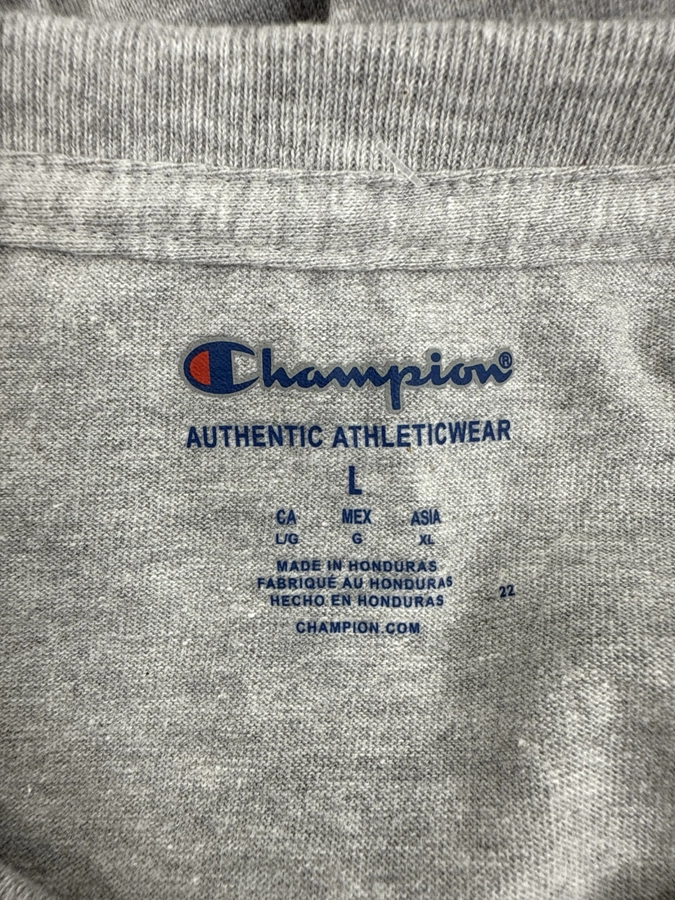 Champion®
AUTHENTIC ATHLETICWEAR
L
CA MEX ASIA
L/G G XL
MADE IN HONDURAS
FABRIQUÉ AU HONDURAS
HECHO EN HONDURAS
22
CHAMPION.COM